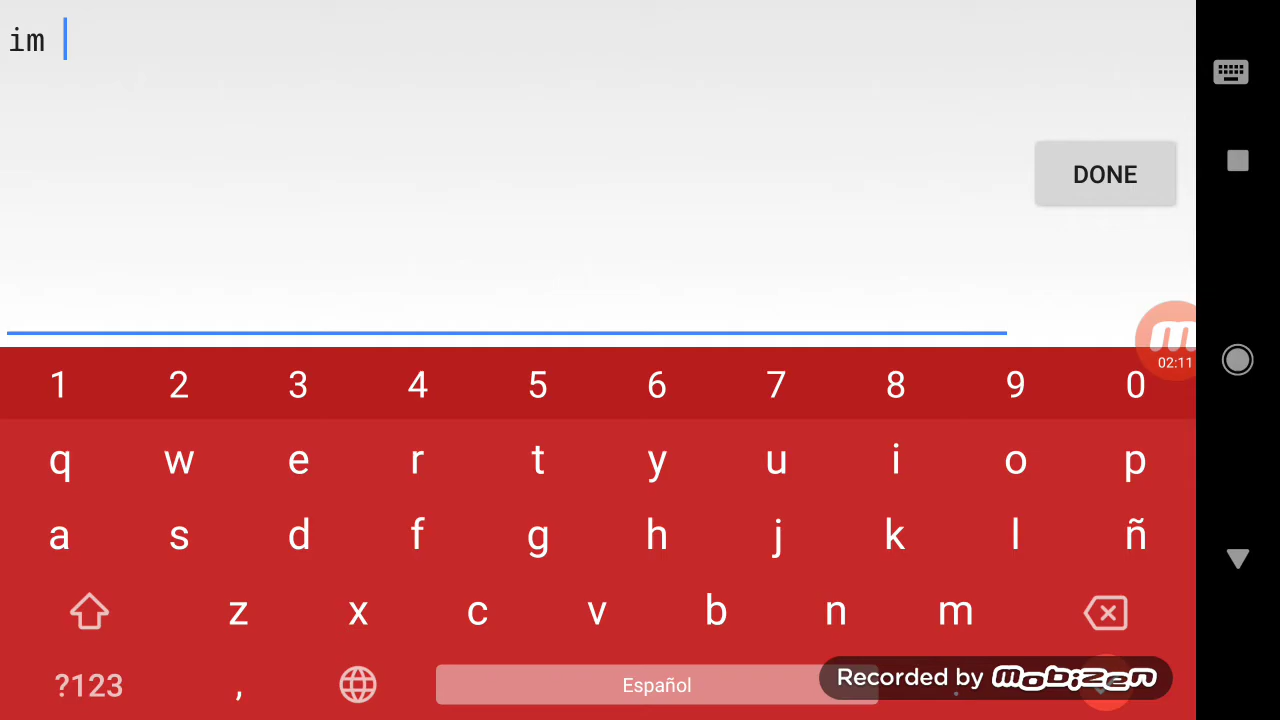 im
DONE
02:11
1 2 3 4 5 6 7 8 9 0
q w e r t y u i o p
a s d f g h j k l ñ
z x c v b n m
?123 , Español .
Recorded by mobizen